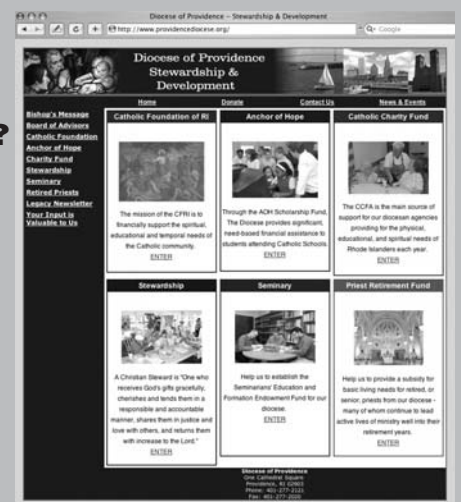 ?
Diocese of Providence – Stewardship & Development
http://www.providencediocese.org/
Google
Diocese of Providence
Stewardship &
Development
Home Donate Contact Us News & Events
Bishop's Message
Board of Advisors
Catholic Foundation
Anchor of Hope
Charity Fund
Stewardship
Seminary
Retired Priests
Legacy Newsletter
Your Input is
Valuable to Us
Catholic Foundation of RI
The mission of the CFRI is to
financially support the spiritual,
educational and temporal needs of
the Catholic community.
ENTER
Anchor of Hope
Through the AOH Scholarship Fund,
The Diocese provides significant,
need-based financial assistance to
students attending Catholic Schools.
ENTER
Catholic Charity Fund
The CCFA is the main source of
support for our diocesan agencies
providing for the physical,
educational, and spiritual needs of
Rhode Islanders each year.
ENTER
Stewardship
A Christian Steward is "One who
receives God's gifts gracefully,
cherishes and tends them in a
responsible and accountable
manner, shares them in justice and
love with others, and returns them
with increase to the Lord."
ENTER
Seminary
Help us to establish the
Seminarians' Education and
Formation Endowment Fund for our
diocese.
ENTER
Priest Retirement Fund
Help us to provide a subsidy for
basic living needs for retired, or
senior, priests from our diocese -
many of whom continue to lead
active lives of ministry well into their
retirement years.
ENTER
Diocese of Providence
One Cathedral Square
Providence, RI 02903
Phone: 401-277-2121
Fax: 401-277-2020